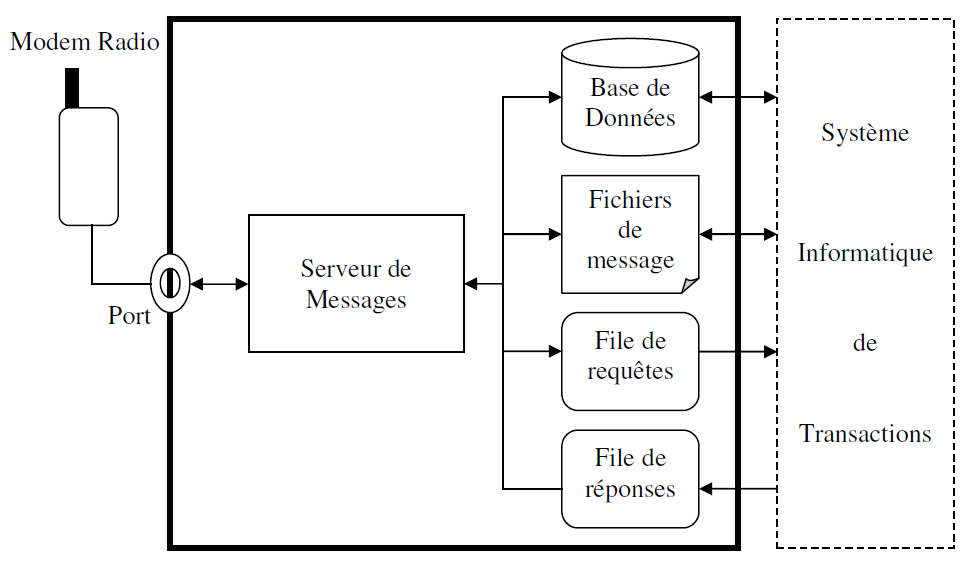 Modem Radio
Port
Serveur de
Messages
Base de
Données
Fichiers
de
message
File de
requêtes
File de
réponses
Système
Informatique
de
Transactions